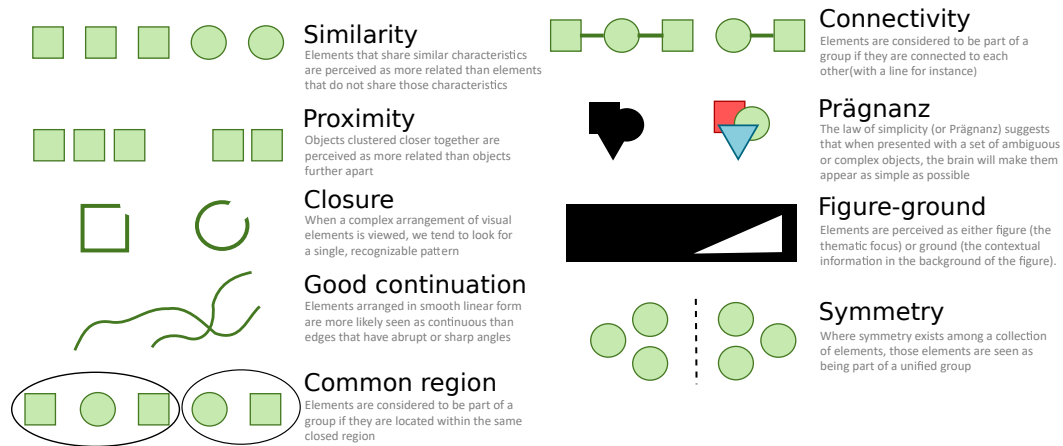 Similarity
Elements that share similar characteristics
are perceived as more related than elements
that do not share those characteristics
Proximity
Objects clustered closer together are
perceived as more related than objects
further apart
Closure
When a complex arrangement of visual
elements is viewed, we tend to look for
a single, recognizable pattern
Good continuation
Elements arranged in smooth linear form
are more likely seen as continuous than
edges that have abrupt or sharp angles
Common region
Elements are considered to be part of a
group if they are located within the same
closed region
Connectivity
Elements are considered to be part of a
group if they are connected to each
other(with a line for instance)
Prägnanz
The law of simplicity (or Prägnanz) suggests
that when presented with a set of ambiguous
or complex objects, the brain will make them
appear as simple as possible
Figure-ground
Elements are perceived as either figure (the
thematic focus) or ground (the contextual
information in the background of the figure).
Symmetry
Where symmetry exists among a collection
of elements, those elements are seen as
being part of a unified group